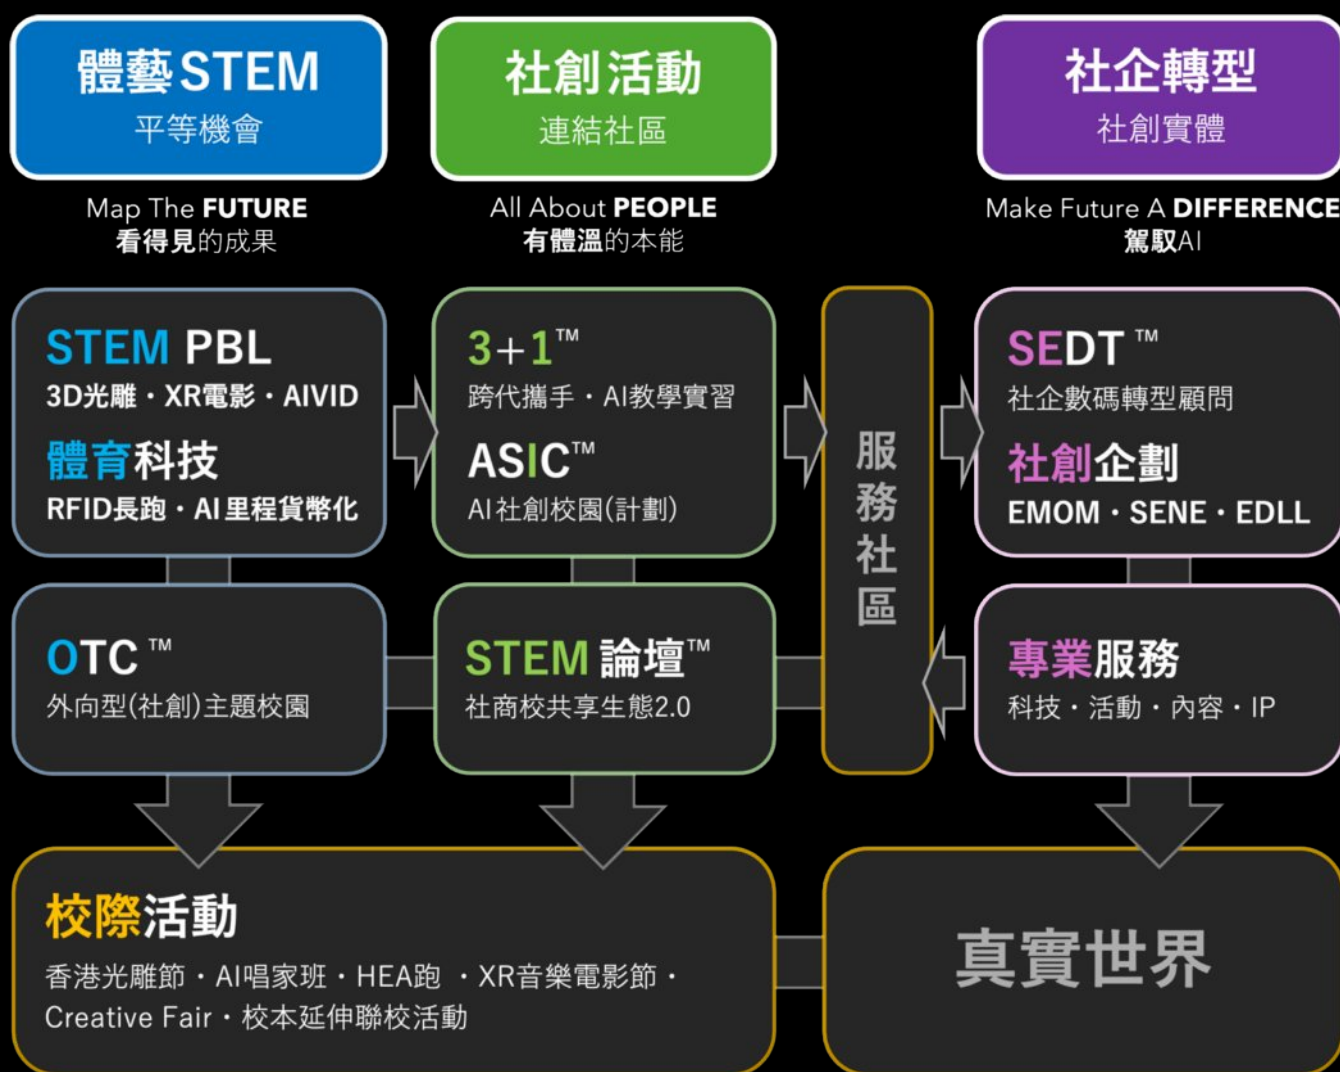 體藝STEM
平等機會
Map The FUTURE
看得見的成果
社創活動
連結社區
All About PEOPLE
有體溫的本能
社企轉型
社創實體
Make Future A DIFFERENCE
駕馭AI
STEM PBL
3D光雕・XR電影・AIVID
體育科技
RFID長跑・AI里程貨幣化
3+1™
跨代攜手・AI教學實習
ASIC™
AI社創校園(計劃)
服務社區
SEDT™
社企數碼轉型顧問
社創企劃
EMOM・SENE・EDLL
OTC™
外向型(社創)主題校園
STEM 論壇™
社商校共享生態2.0
專業服務
科技・活動・內容・IP
校際活動
香港光雕節・AI唱家班・HEA跑・XR音樂電影節・
Creative Fair・校本延伸聯校活動
真實世界